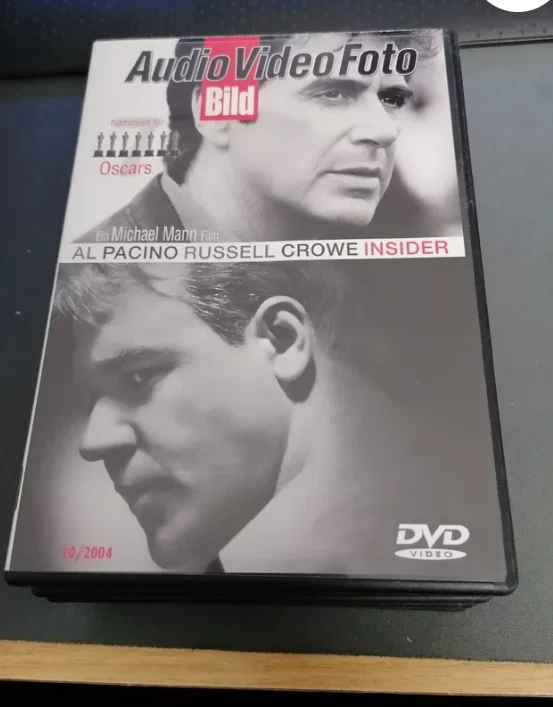 Audio Video Foto
Bild
Nominiert für
Oscars
Ein Michael Mann Film
AL PACINO RUSSELL CROWE INSIDER
10/2004
DVD
VIDEO